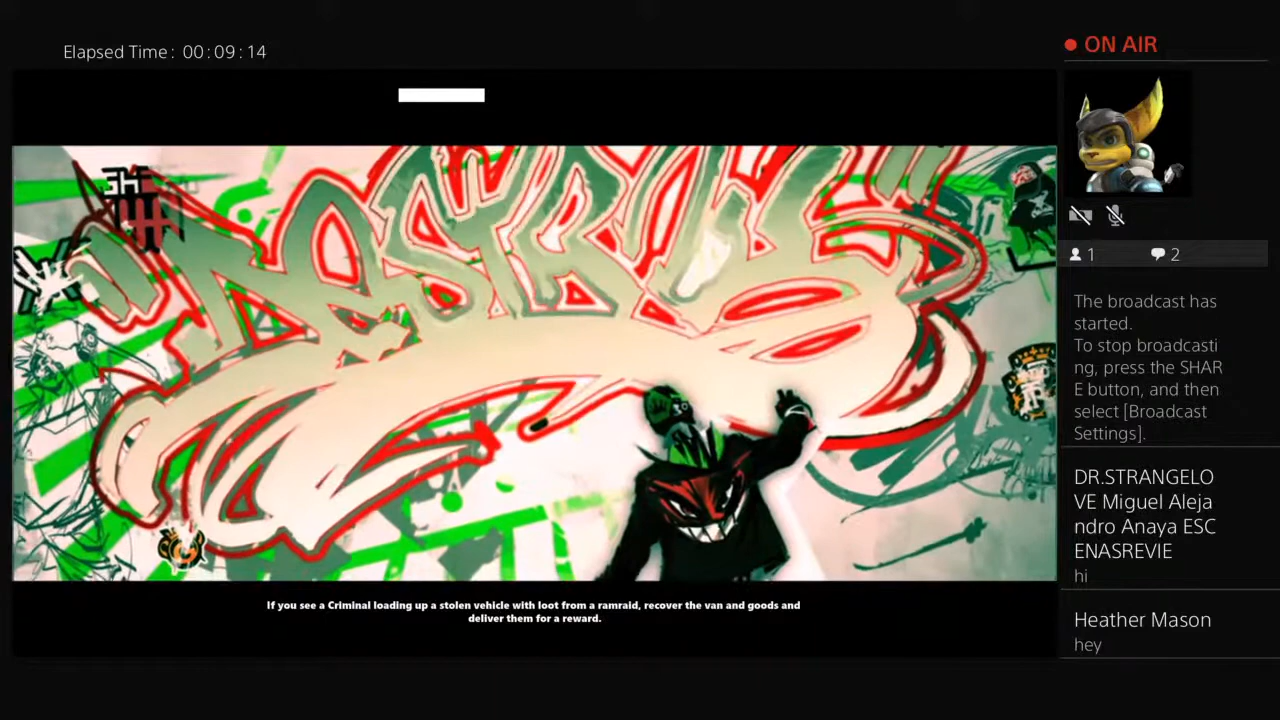 Elapsed Time: 00:09:14
ON AIR
1
2
The broadcast has
started.
To stop broadcasti
ng, press the SHAR
E button, and then
select [Broadcast
Settings].
DR.STRANGELO
VE Miguel Aleja
ndro Anaya ESC
ENASREVIE
hi
Heather Mason
hey
If you see a Criminal loading up a stolen vehicle with loot from a ramraid, recover the van and goods and
deliver them for a reward.